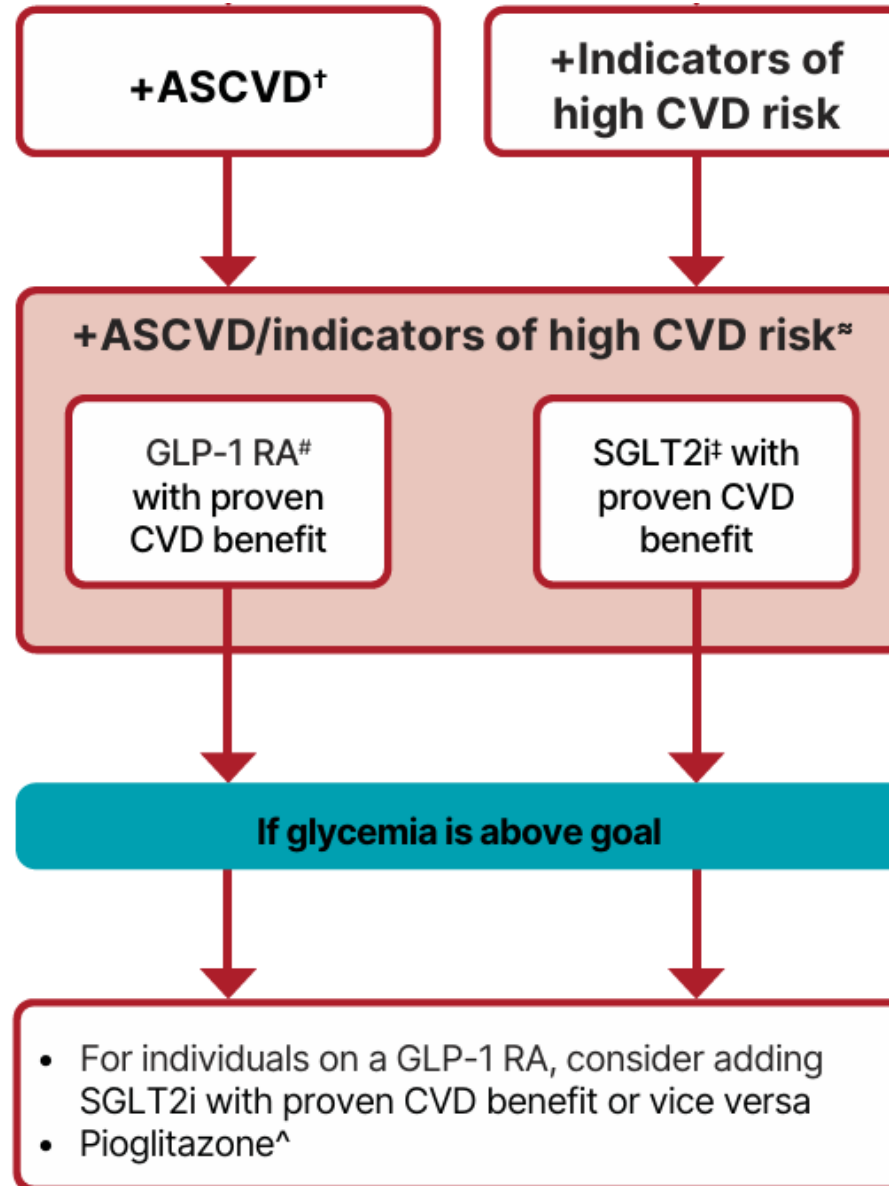 +ASCVD†
+Indicators of
high CVD risk
+ASCVD/indicators of high CVD risk≈
GLP-1 RA#
with proven
CVD benefit
SGLT2i‡ with
proven CVD
benefit
If glycemia is above goal
• For individuals on a GLP-1 RA, consider adding
SGLT2i with proven CVD benefit or vice versa
• Pioglitazone^